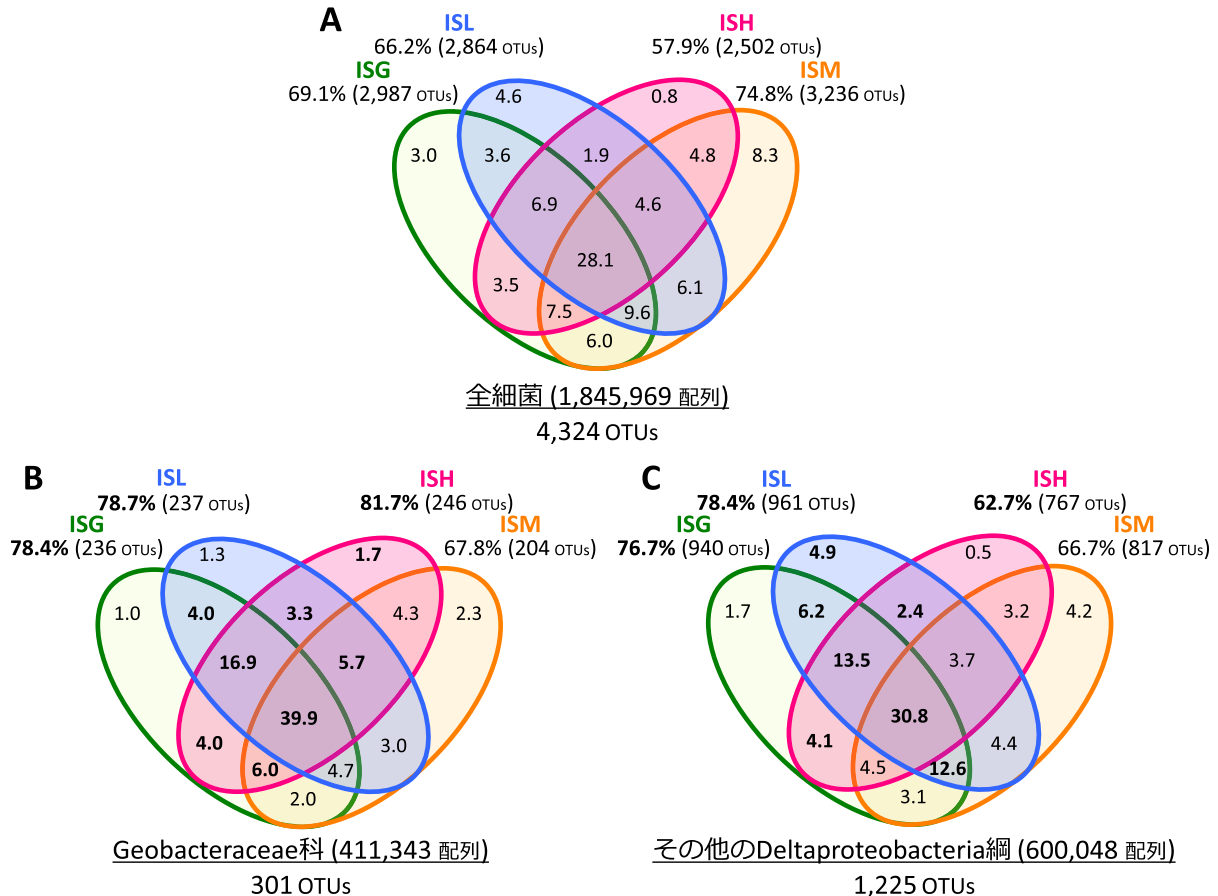 A
ISL
66.2% (2,864 OTUs)
ISH
57.9% (2,502 OTUs)
ISG
69.1% (2,987 OTUs)
ISM
74.8% (3,236 OTUs)
4.6
0.8
3.0
3.6
1.9
4.8
8.3
6.9
4.6
28.1
3.5
6.1
7.5
9.6
6.0
全細菌 (1,845,969 配列)
4,324 OTUs
B
ISL
78.7% (237 OTUs)
ISH
81.7% (246 OTUs)
ISG
78.4% (236 OTUs)
ISM
67.8% (204 OTUs)
1.3
1.7
1.0
4.0
3.3
4.3
2.3
16.9
5.7
39.9
4.0
3.0
6.0
4.7
2.0
Geobacteraceae科 (411,343 配列)
301 OTUs
C
ISL
78.4% (961 OTUs)
ISH
62.7% (767 OTUs)
ISG
76.7% (940 OTUs)
ISM
66.7% (817 OTUs)
4.9
0.5
1.7
6.2
2.4
3.2
4.2
13.5
3.7
30.8
4.1
4.4
4.5
12.6
3.1
その他のDeltaproteobacteria綱 (600,048 配列)
1,225 OTUs